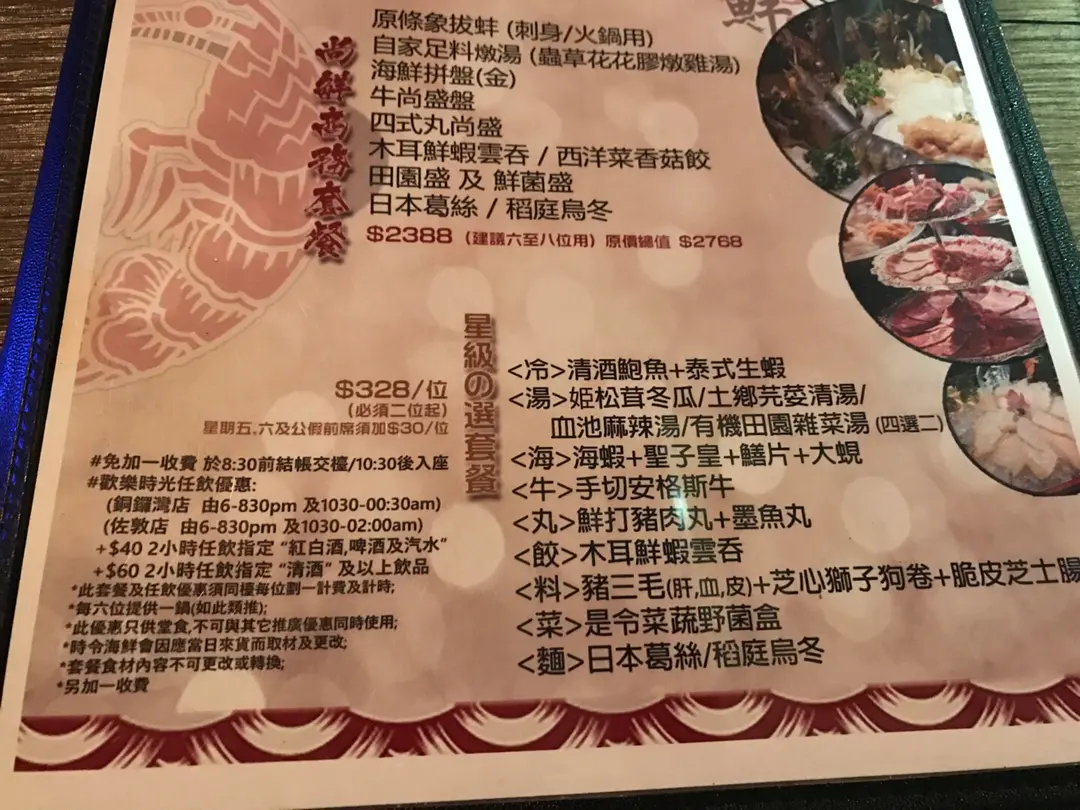 鮮
尚鮮商務套餐
原條象拔蚌 (刺身/火鍋用)
自家足料燉湯 (蟲草花花膠燉雞湯)
海鮮拼盤(金)
牛尚盛盤
四式丸尚盛
木耳鮮蝦雲吞 / 西洋菜香菇餃
田園盛 及 鮮菌盛
日本葛絲 / 稻庭烏冬
$2388 (建議六至八位用) 原價總值 $2768
星級の選套餐
$328/位
(必須二位起)
星期五,六及公假前席須加$30/位
#免加一收費 於8:30前結帳交檯/10:30後入座
#歡樂時光任飲優惠:
(銅鑼灣店 由6-830pm 及1030-00:30am)
(佐敦店 由6-830pm 及1030-02:00am)
+$40 2小時任飲指定 “紅白酒,啤酒及汽水”
+$60 2小時任飲指定 “清酒” 及以上飲品
*此套餐及任飲優惠須同檯每位劃一計費及計時;
*每六位提供一鍋(如此類推);
*此優惠只供堂食,不可與其它推廣優惠同時使用;
*時令海鮮會因應當日來貨而取材及更改;
*套餐食材內容不可更改或轉換;
*另加一收費
<冷>清酒鮑魚+泰式生蝦
<湯>姬松茸冬瓜/土鄉芫荽清湯/
血池麻辣湯/有機田園雜菜湯 (四選二)
<海>海蝦+聖子皇+鱔片+大蜆
<牛>手切安格斯牛
<丸>鮮打豬肉丸+墨魚丸
<餃>木耳鮮蝦雲吞
<料>豬三毛(肝,血,皮)+芝心獅子狗卷+脆皮芝士腸
<菜>是令菜蔬野菌盒
<麵>日本葛絲/稻庭烏冬